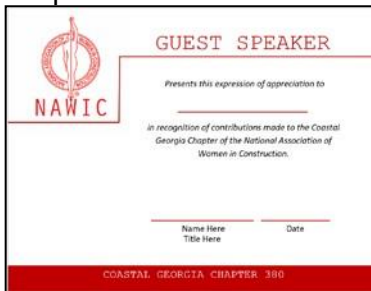 GUEST SPEAKER
Presents this expression of appreciation to
NAWIC
in recognition of contributions made to the Coastal
Georgia Chapter of the National Association of
Women in Construction.
Name Here
Date
Title Here
COASTAL GEORGIA CHAPTER 380